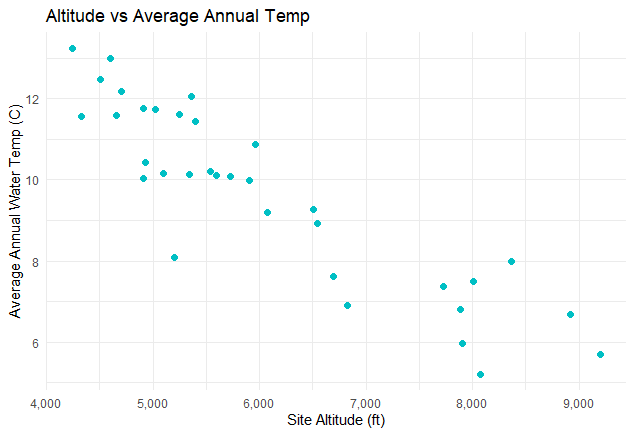 Altitude vs Average Annual Temp
Average Annual Water Temp (C)
12
10
8
6
4,000 5,000 6,000 7,000 8,000 9,000
Site Altitude (ft)